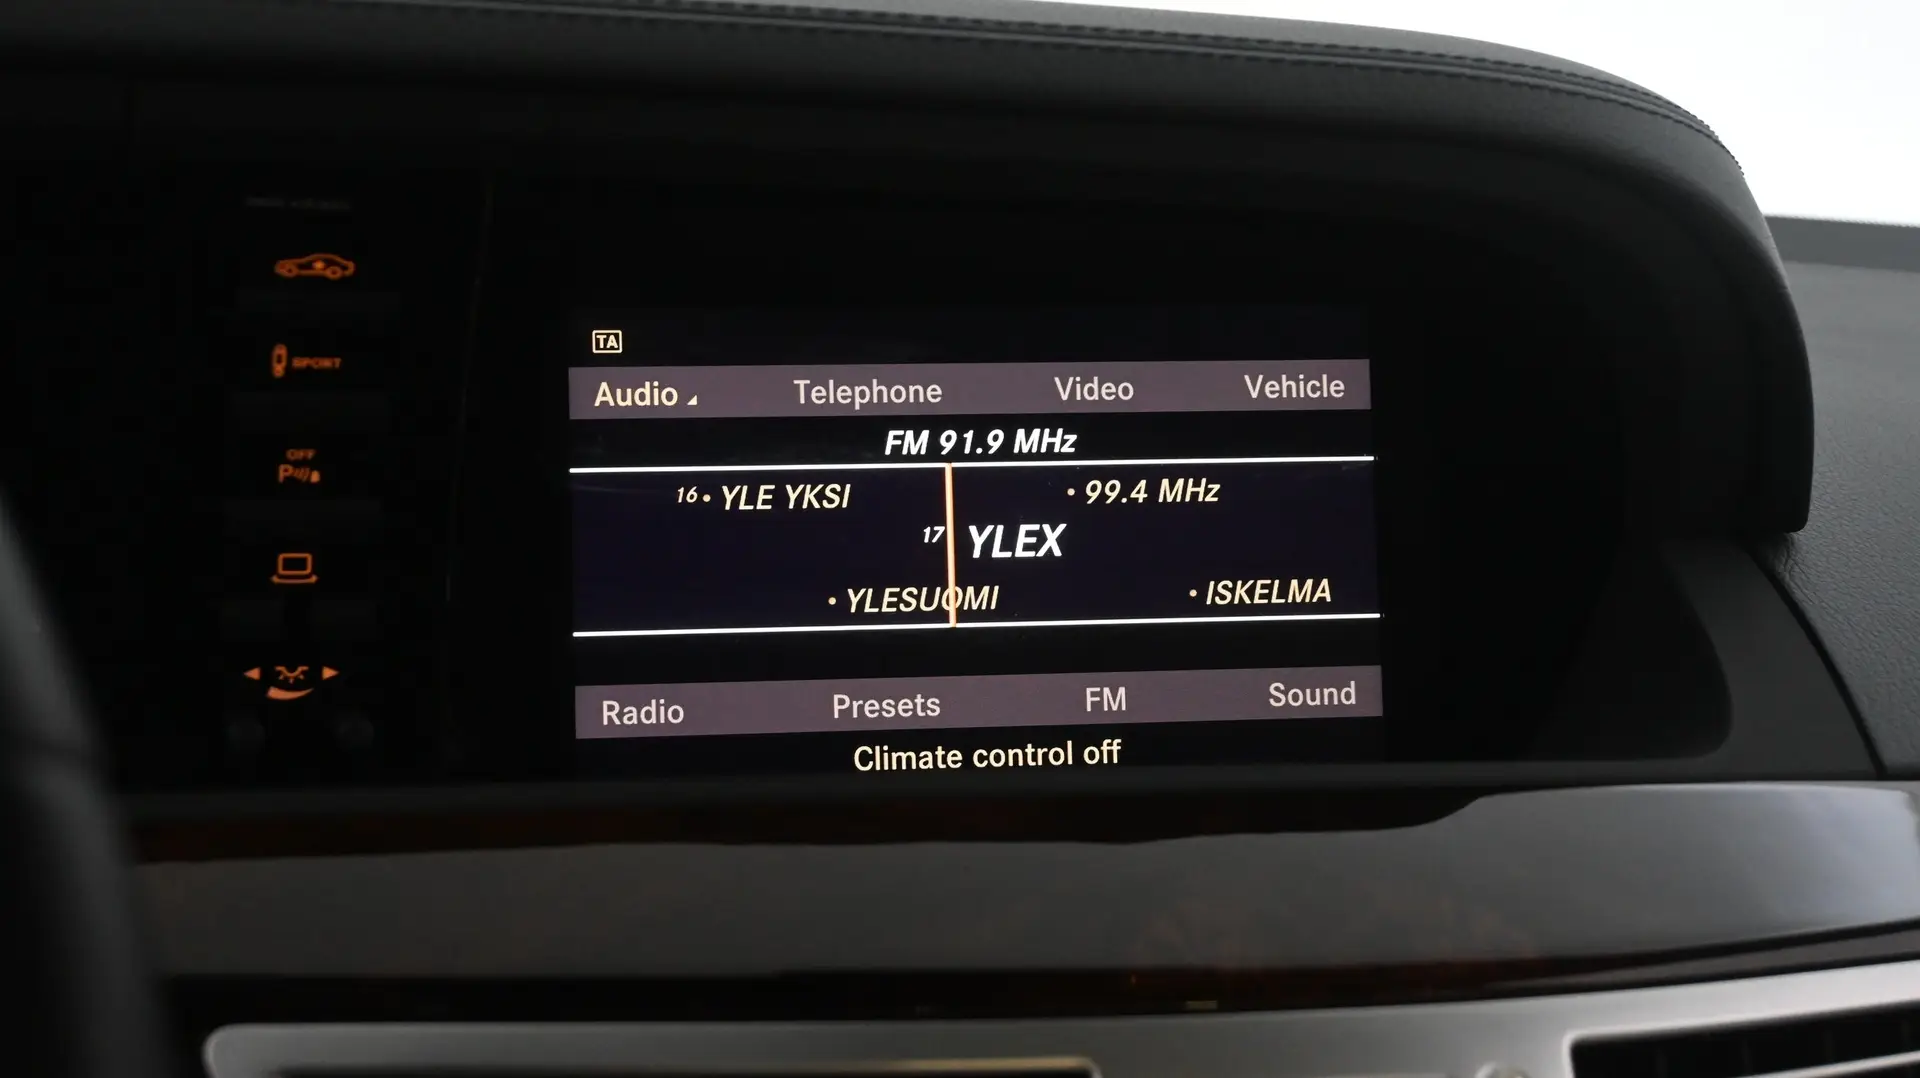 SPORT
OFF
P
TA
Audio Telephone Video Vehicle
FM 91.9 MHz
16 • YLE YKSI • 99.4 MHz
17 YLEX
• YLESUOMI • ISKELMA
Radio Presets FM Sound
Climate control off